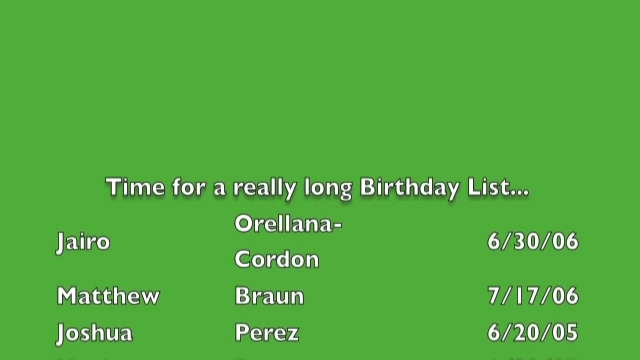 Time for a really long Birthday List...
Jairo Orellana- 6/30/06
Cordon
Matthew Braun 7/17/06
Joshua Perez 6/20/05